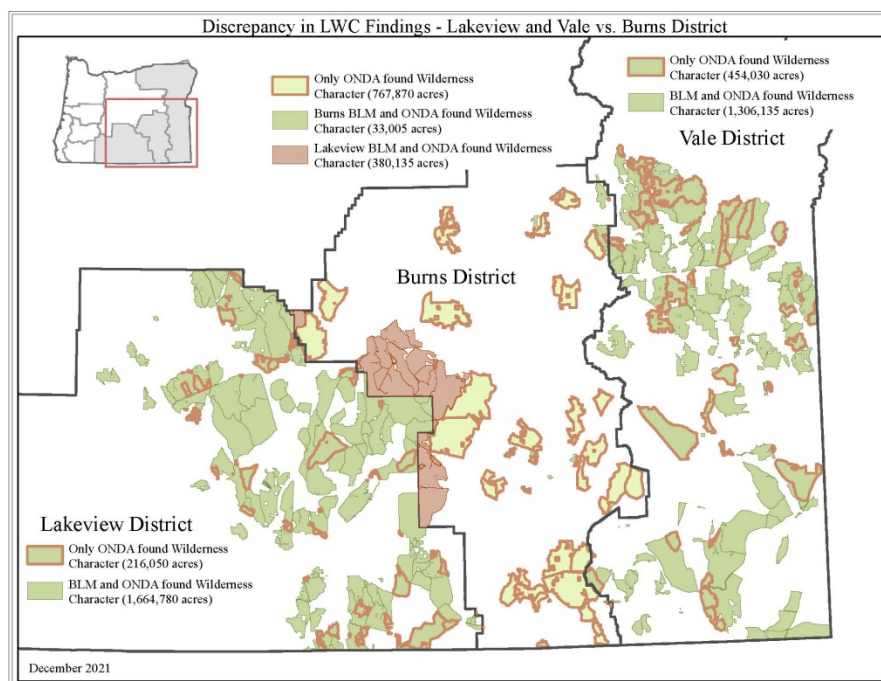 Discrepancy in LWC Findings - Lakeview and Vale vs. Burns District
Only ONDA found Wilderness
Character (767,870 acres)
Burns BLM and ONDA found Wilderness
Character (33,005 acres)
Lakeview BLM and ONDA found Wilderness
Character (380,135 acres)
Only ONDA found Wilderness
Character (454,030 acres)
BLM and ONDA found Wilderness
Character (1,306,135 acres)
Vale District
Burns District
Lakeview District
Only ONDA found Wilderness
Character (216,050 acres)
BLM and ONDA found Wilderness
Character (1,664,780 acres)
December 2021